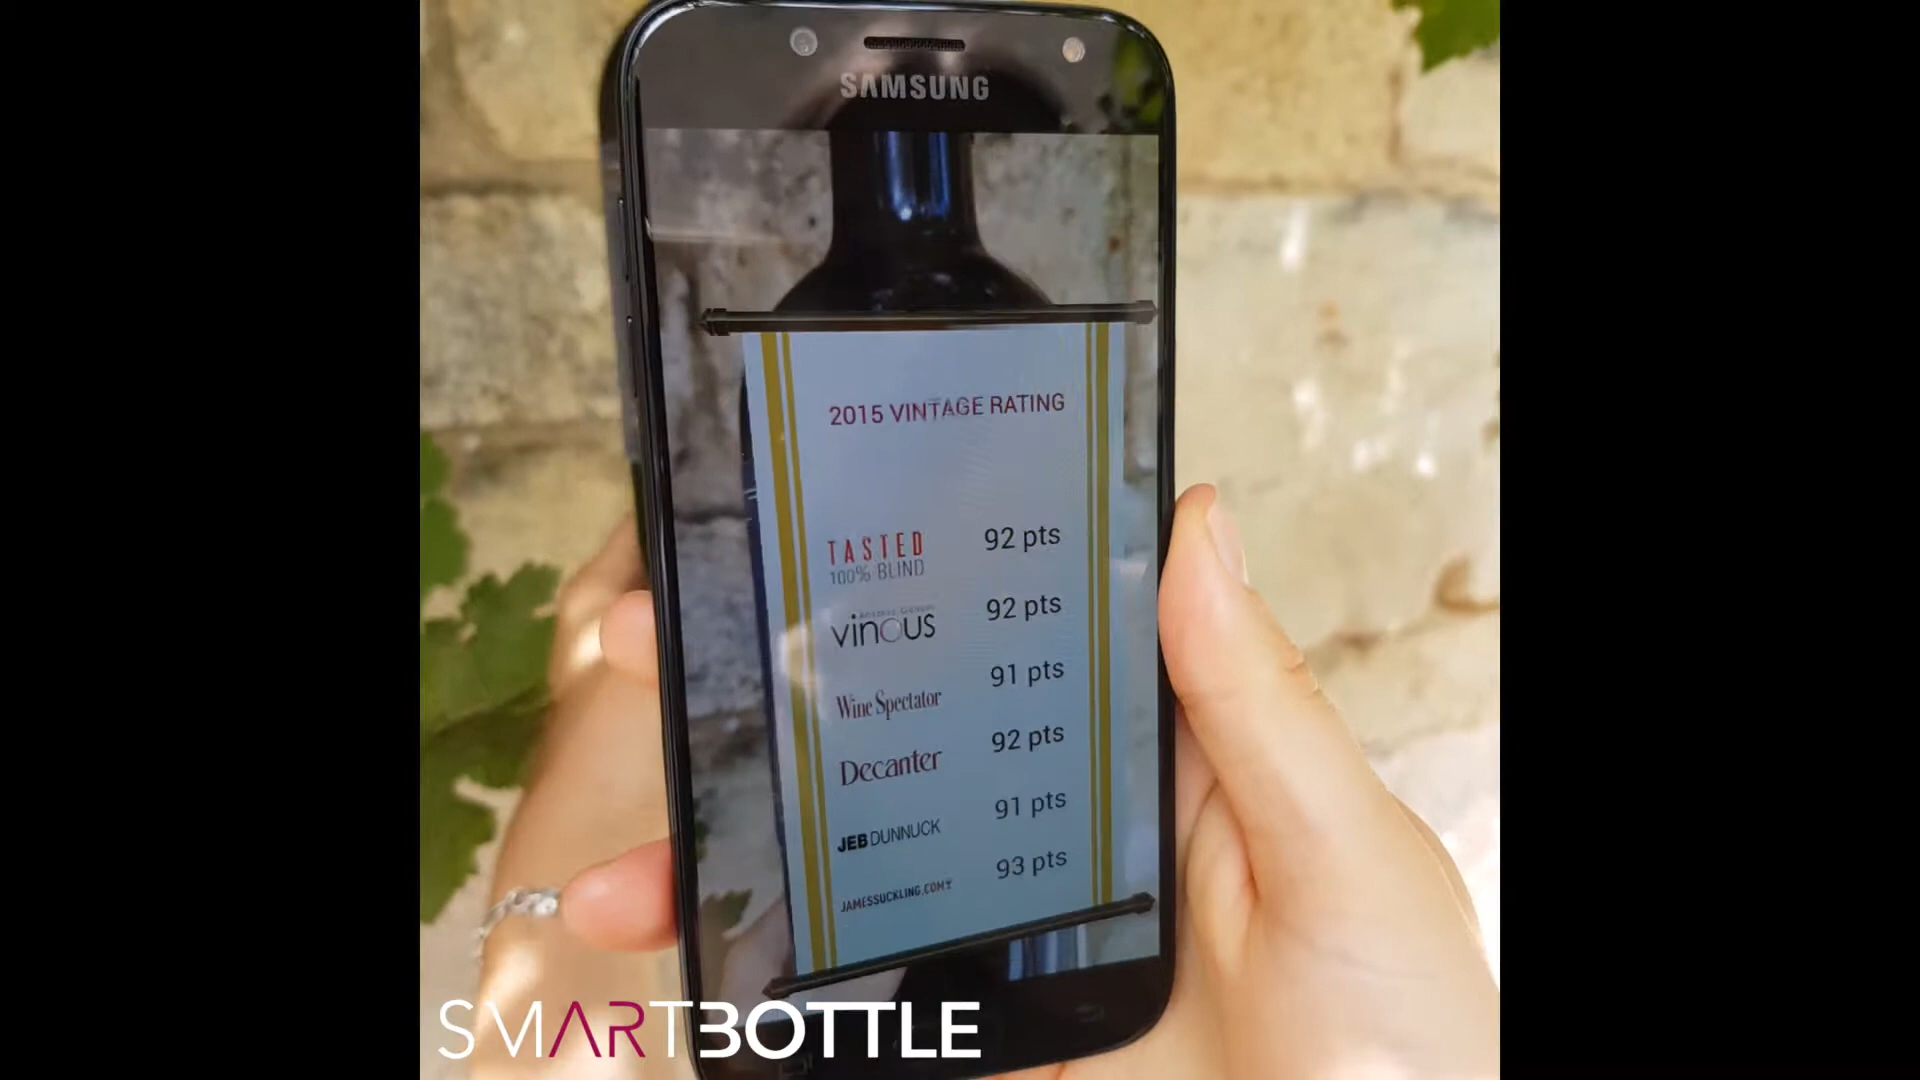 SAMSUNG
2015 VINTAGE RATING
TASTED 92 pts
100% BLIND
vinous 92 pts
Wine Spectator 91 pts
Decanter 92 pts
JEB DUNNUCK 91 pts
JAMESSUCKLING.COM 93 pts
SMARTBOTTLE